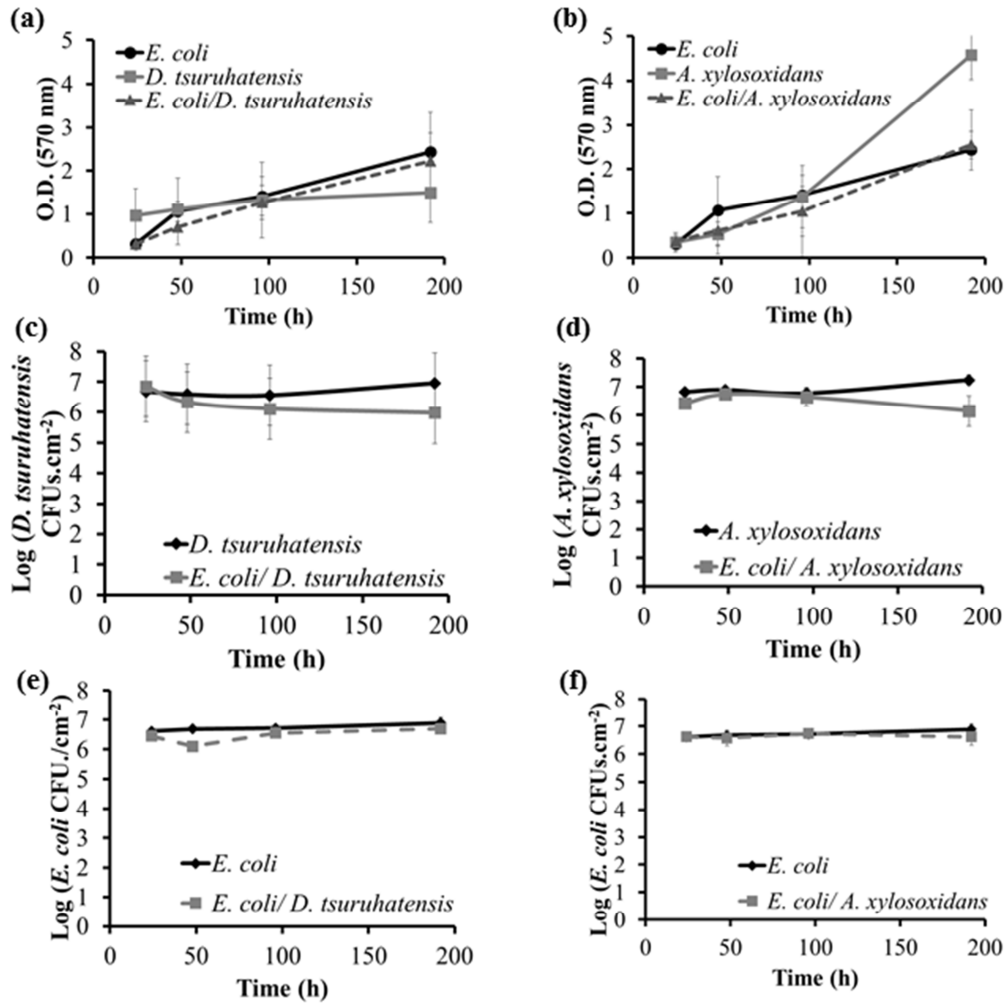 (a)
5
4
3
2
1
0
O.D. (570 nm)
E. coli
D. tsuruhatensis
E. coli/D. tsuruhatensis
0 50 100 150 200
Time (h)
(b)
5
4
3
2
1
0
O.D. (570 nm)
E. coli
A. xylosoxidans
E. coli/A. xylosoxidans
0 50 100 150 200
Time (h)
(c)
8
7
6
5
4
3
2
1
0
Log (D. tsuruhatensis
CFUs.cm-2)
D. tsuruhatensis
E. coli/ D. tsuruhatensis
0 50 100 150 200
Time (h)
(d)
8
7
6
5
4
3
2
1
0
Log (A. xylosoxidans
CFUs.cm-2)
A. xylosoxidans
E. coli/ A. xylosoxidans
0 50 100 150 200
Time (h)
(e)
8
7
6
5
4
3
2
1
0
Log (E. coli CFU./cm-2)
E. coli
E. coli/ D. tsuruhatensis
0 50 100 150 200
Time (h)
(f)
8
7
6
5
4
3
2
1
0
Log (E. coli CFUs.cm-2)
E. coli
E. coli/ A. xylosoxidans
0 50 100 150 200
Time (h)